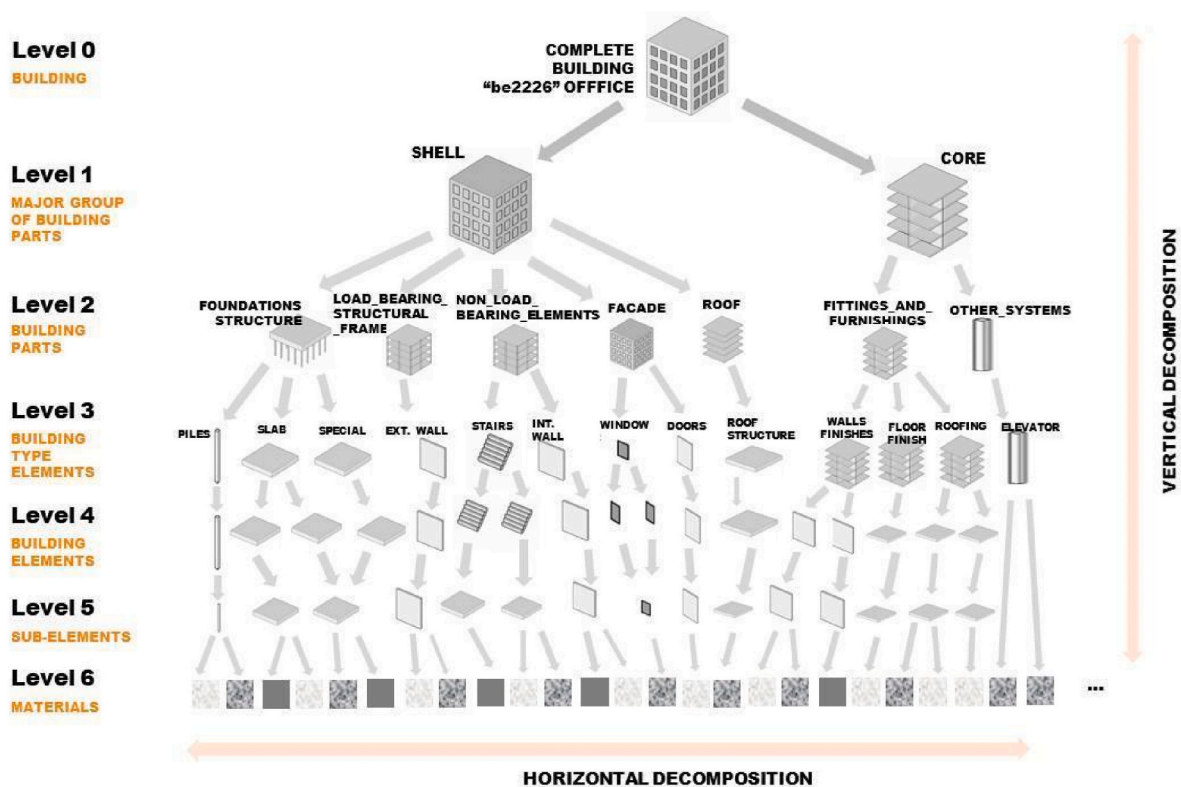 Level 0
BUILDING
COMPLETE
BUILDING
“be2226” OFFFICE
Level 1
MAJOR GROUP
OF BUILDING
PARTS
SHELL
CORE
Level 2
BUILDING
PARTS
FOUNDATIONS
STRUCTURE
LOAD_BEARING_
STRUCTURAL
_FRAME
NON_LOAD_
BEARING_ELEMENTS
FACADE
ROOF
FITTINGS_AND_
FURNISHINGS
OTHER_SYSTEMS
Level 3
BUILDING
TYPE
ELEMENTS
PILES
SLAB
SPECIAL
EXT. WALL
STAIRS
INT.
WALL
WINDOW
DOORS
ROOF
STRUCTURE
WALLS
FINISHES
FLOOR
FINISH
ROOFING
ELEVATOR
Level 4
BUILDING
ELEMENTS
Level 5
SUB-ELEMENTS
Level 6
MATERIALS
...
HORIZONTAL DECOMPOSITION
VERTICAL DECOMPOSITION